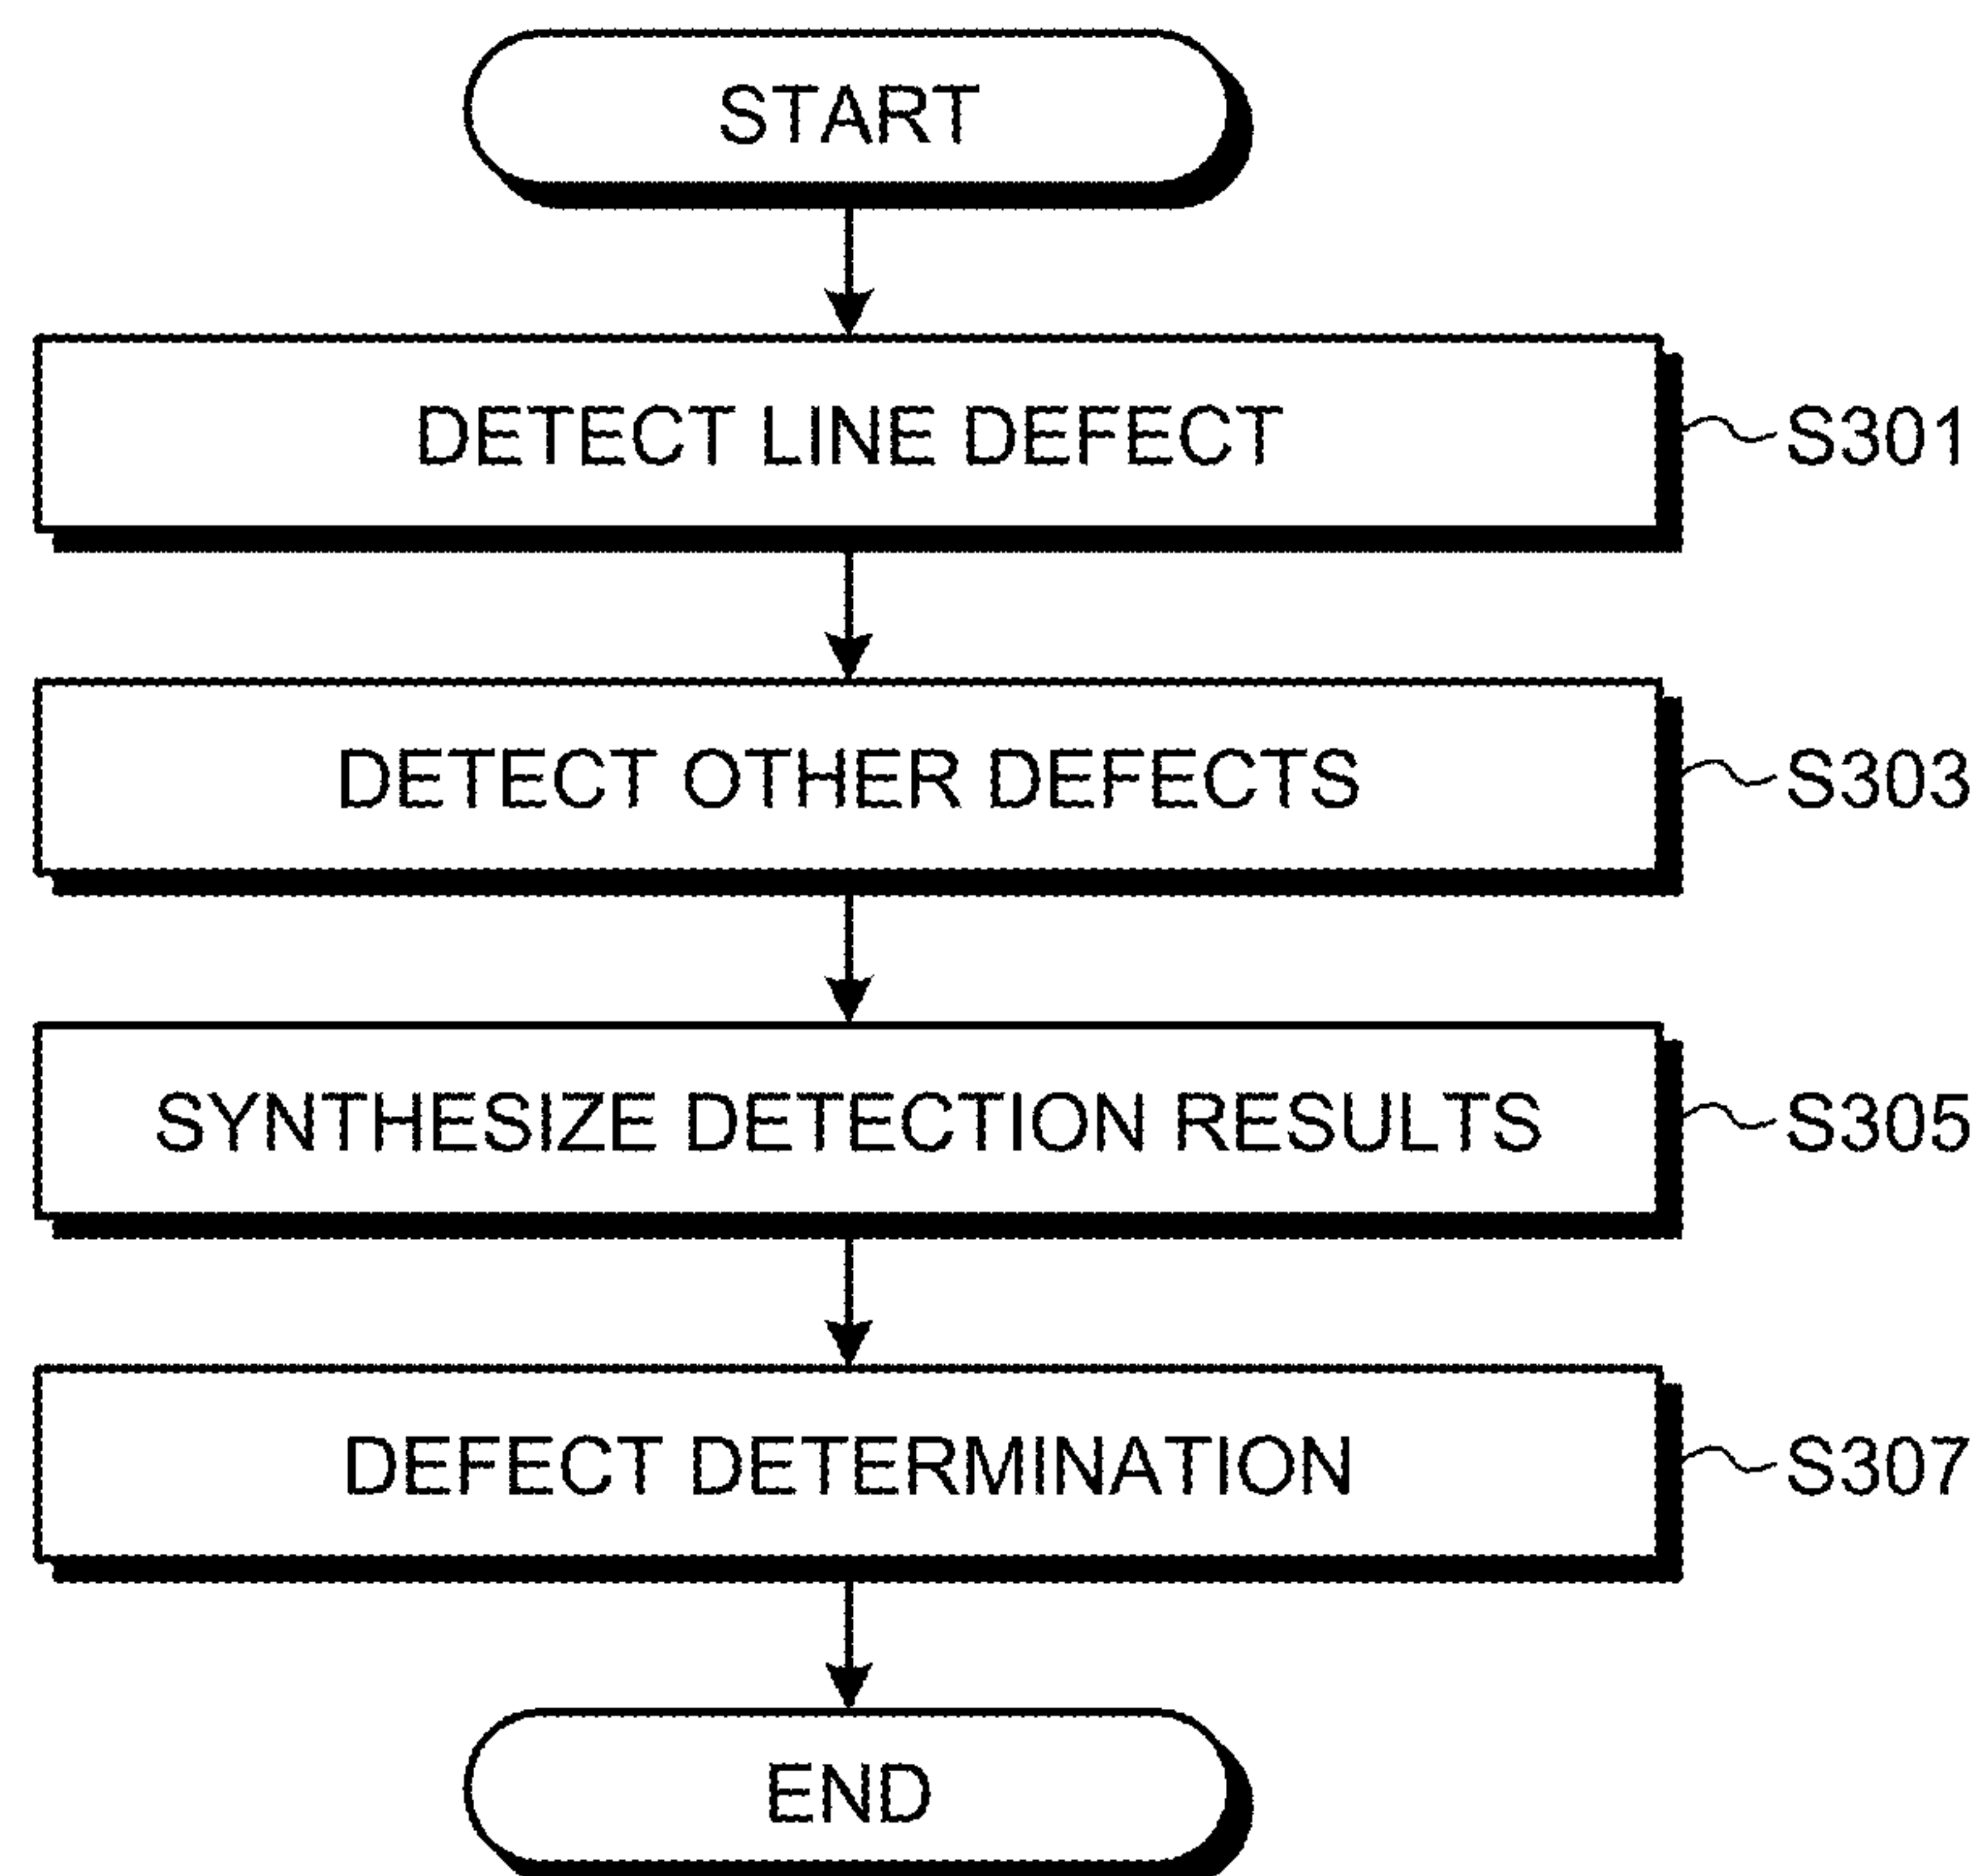 START
DETECT LINE DEFECT
S301
DETECT OTHER DEFECTS
S303
SYNTHESIZE DETECTION RESULTS
S305
DEFECT DETERMINATION
S307
END